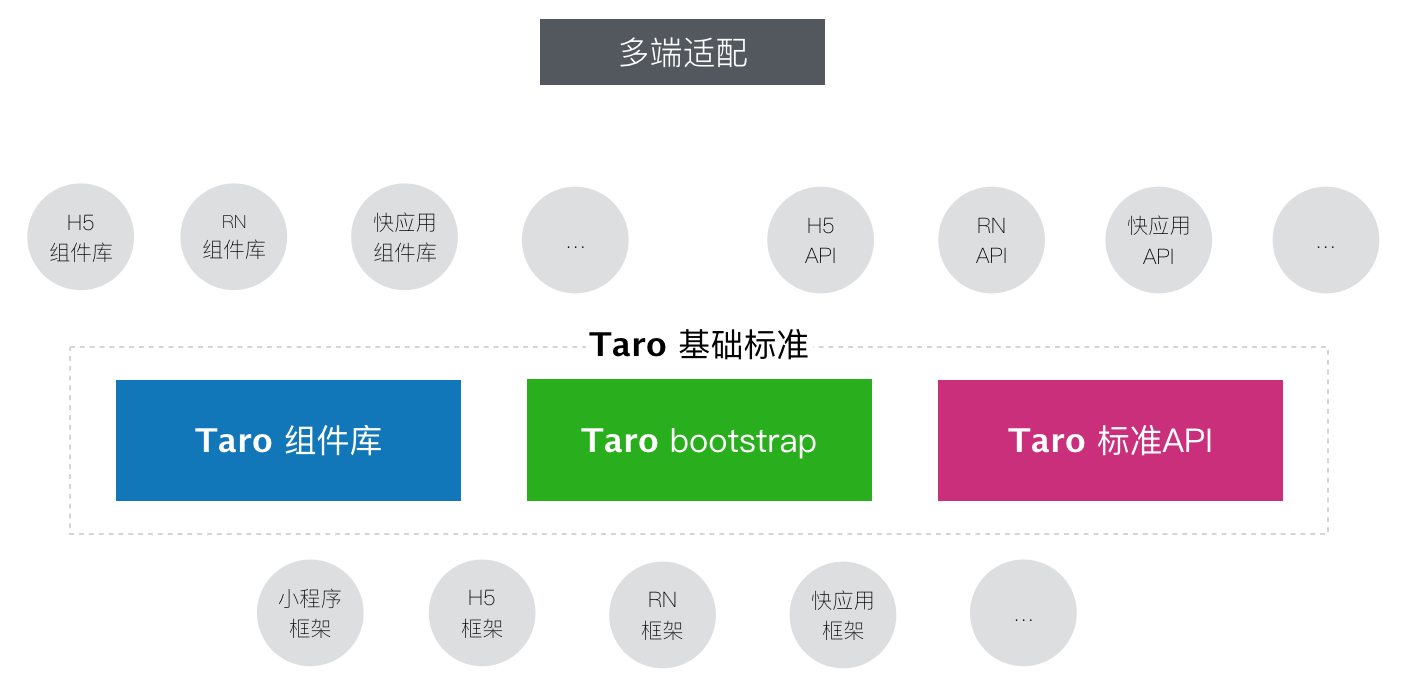 多端适配
H5
组件库
RN
组件库
快应用
组件库
...
H5
API
RN
API
快应用
API
...
Taro 基础标准
Taro 组件库
Taro bootstrap
Taro 标准API
小程序
框架
H5
框架
RN
框架
快应用
框架
...